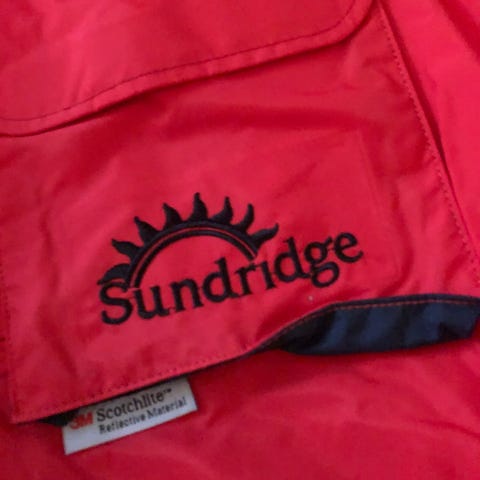 Sundridge
3M Scotchlite™
Reflective Material